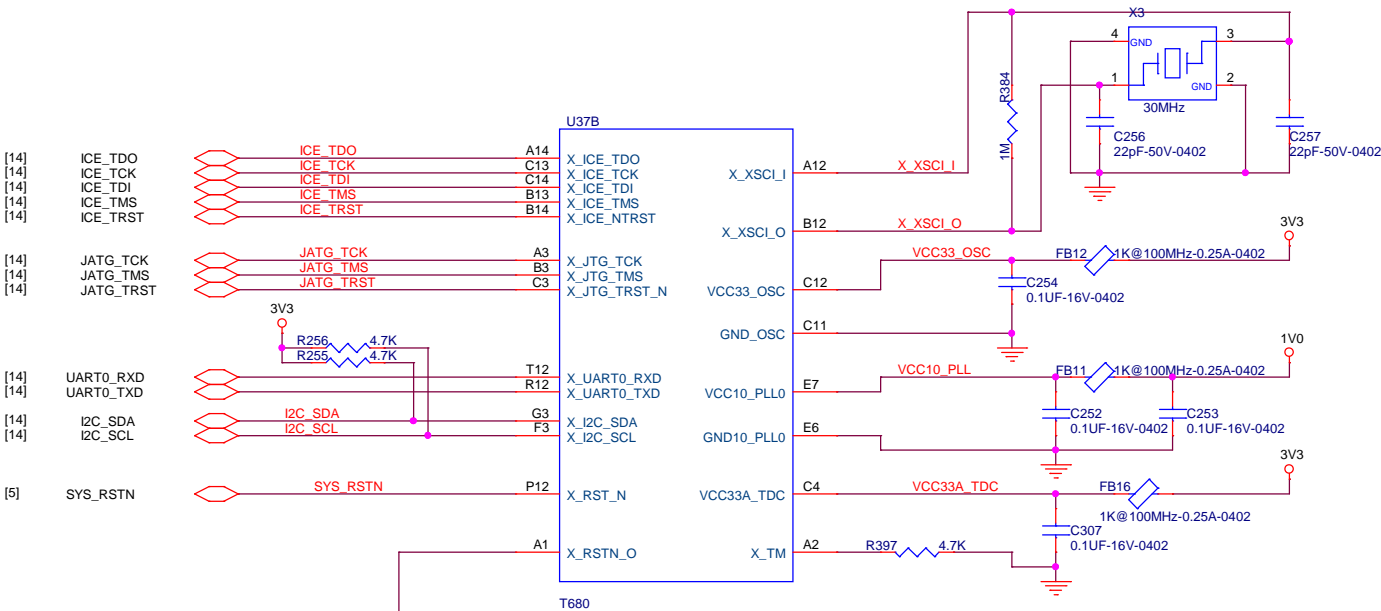 X3
4 GND 3
1 GND 2
30MHz
R384
1M
C256
22pF-50V-0402
C257
22pF-50V-0402
U37B
[14] ICE_TDO ICE_TDO A14 X_ICE_TDO
[14] ICE_TCK ICE_TCK C13 X_ICE_TCK
[14] ICE_TDI ICE_TDI C14 X_ICE_TDI
[14] ICE_TMS ICE_TMS B13 X_ICE_TMS
[14] ICE_TRST ICE_TRST B14 X_ICE_NTRST
X_XSCI_I A12 X_XSCI_I
X_XSCI_O B12 X_XSCI_O
[14] JATG_TCK JATG_TCK A3 X_JTG_TCK
[14] JATG_TMS JATG_TMS B3 X_JTG_TMS
[14] JATG_TRST JATG_TRST C3 X_JTG_TRST_N
3V3
VCC33_OSC C12 VCC33_OSC FB12 1K@100MHz-0.25A-0402
C254
0.1UF-16V-0402
GND_OSC C11
3V3
R256 4.7K
R255 4.7K
1V0
[14] UART0_RXD T12 X_UART0_RXD
[14] UART0_TXD R12 X_UART0_TXD
VCC10_PLL0 E7 VCC10_PLL FB11 1K@100MHz-0.25A-0402
C252
0.1UF-16V-0402
C253
0.1UF-16V-0402
[14] I2C_SDA I2C_SDA G3 X_I2C_SDA
[14] I2C_SCL I2C_SCL F3 X_I2C_SCL
GND10_PLL0 E6
3V3
[5] SYS_RSTN SYS_RSTN P12 X_RST_N
VCC33A_TDC C4 VCC33A_TDC FB16
1K@100MHz-0.25A-0402
C307
0.1UF-16V-0402
A1 X_RSTN_O
X_TM A2 R397 4.7K
T680